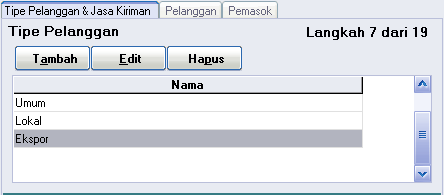 Tipe Pelanggan & Jasa Kiriman Pelanggan Pemasok
Tipe Pelanggan Langkah 7 dari 19
Tambah Edit Hapus
Nama
Umum
Lokal
Ekspor